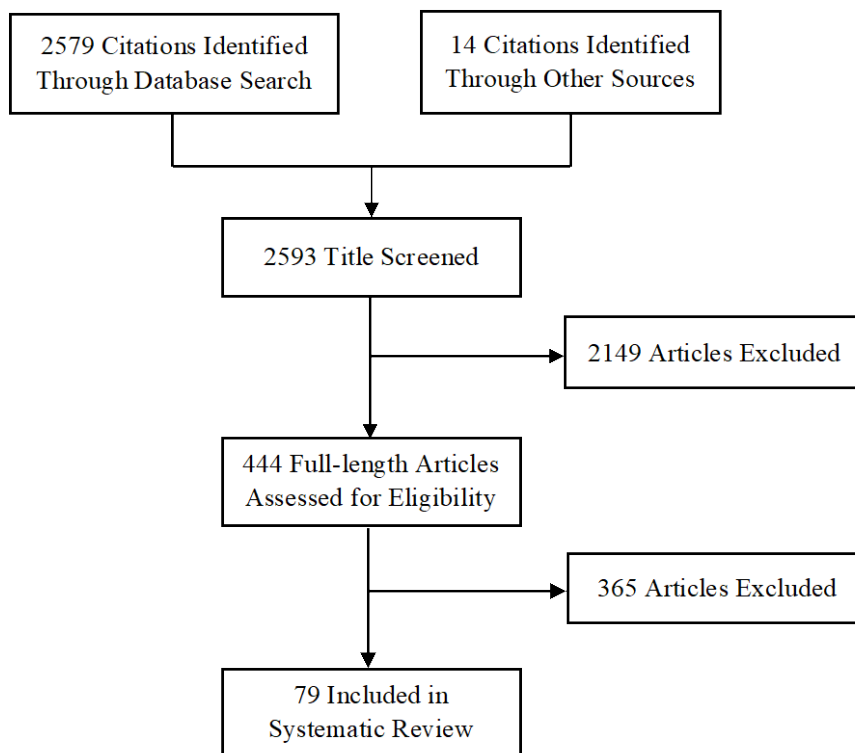 2579 Citations Identified
Through Database Search
14 Citations Identified
Through Other Sources
2593 Title Screened
2149 Articles Excluded
444 Full-length Articles
Assessed for Eligibility
365 Articles Excluded
79 Included in
Systematic Review